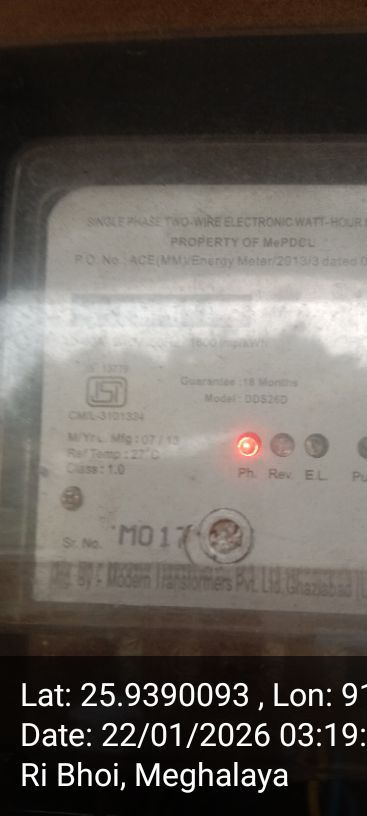 SINGLE PHASE TWO-WIRE ELECTRONIC WATT-HOUR
PROPERTY OF MePDCL
P.O. No : ACE(MM)/Energy Meter/2013/3 dated
1600 imp/kWh
IS 13779
CM/L-3101324
Guarantee : 18 Months
Model : DDS26D
M/Yr. Mfg : 07 / 13
Ref Temp : 27°C
Class : 1.0
Ph. Rev. E.L.
Sr. No. M017
Mfg. By : Modern Transformers Pvt. Ltd. Ghaziabad
Lat: 25.9390093 , Lon: 91
Date: 22/01/2026 03:19:
Ri Bhoi, Meghalaya